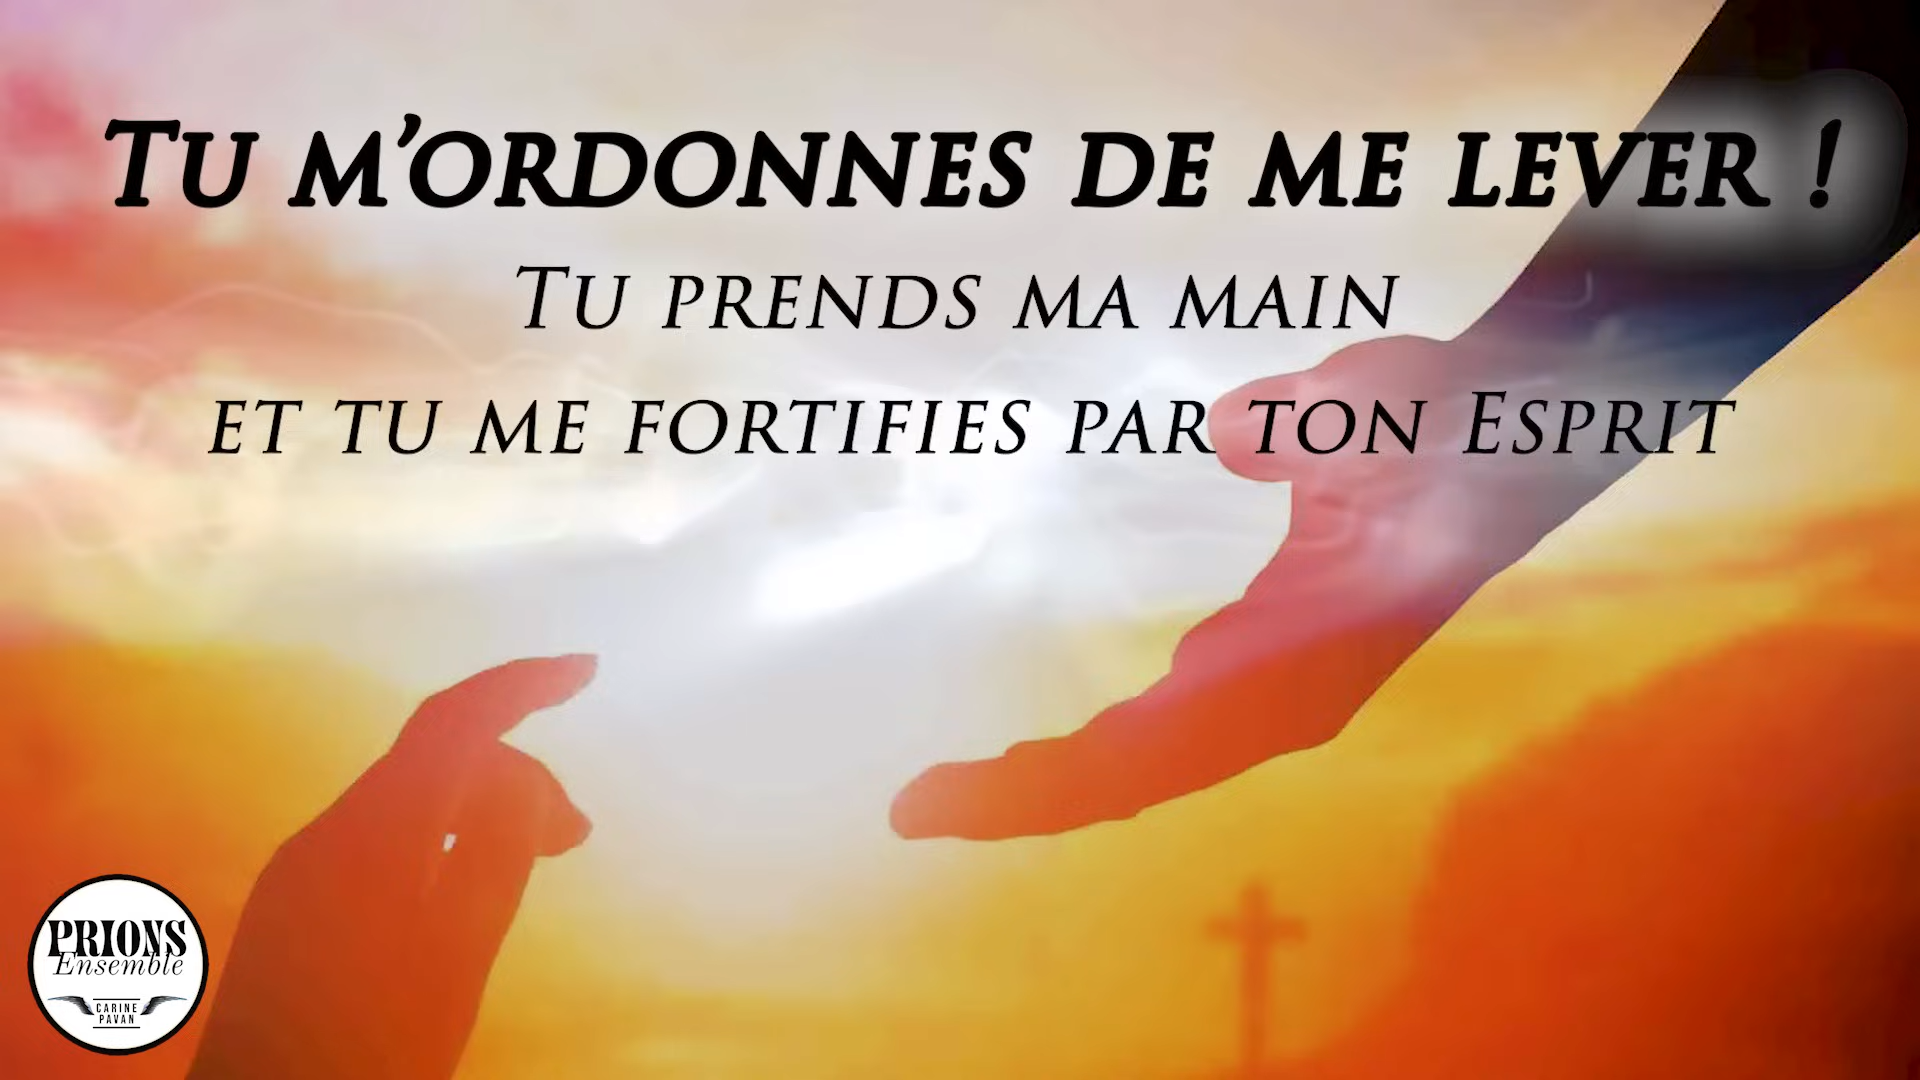 Tu m’ordonnes de me lever !
Tu prends ma main
et tu me fortifies par ton Esprit
PRIONS
Ensemble
CARINE
PAVAN